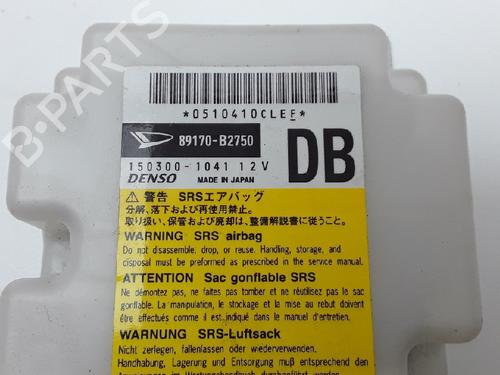 *0510410CLEF*
89170-B2750
DB
150300-1041 12V
DENSO MADE IN JAPAN
警告 SRSエアバッグ
分解、落下および再使用禁止。
取り扱い、保管および廃却は、整備解説書に従うこと。
WARNING SRS airbag
Do not disassemble, drop, or reuse. Handling, storage, and
disposal must be preformed as prescribed in the service manual.
ATTENTION Sac gonflable SRS
Ne démontez pas, ne faites pas tomber et ne réutilisez pas le sac
gonflable. La manipulation, le stockage et la mise au rebut doivent
être effectués comme il est indiqué dans le manuel d'entretien.
WARNUNG SRS-Luftsack
Nicht zerlegen, fallenlassen oder wiederverwenden.
Handhabung, Lagerung und Entsorgung muß entsprechend den
B-PARTS